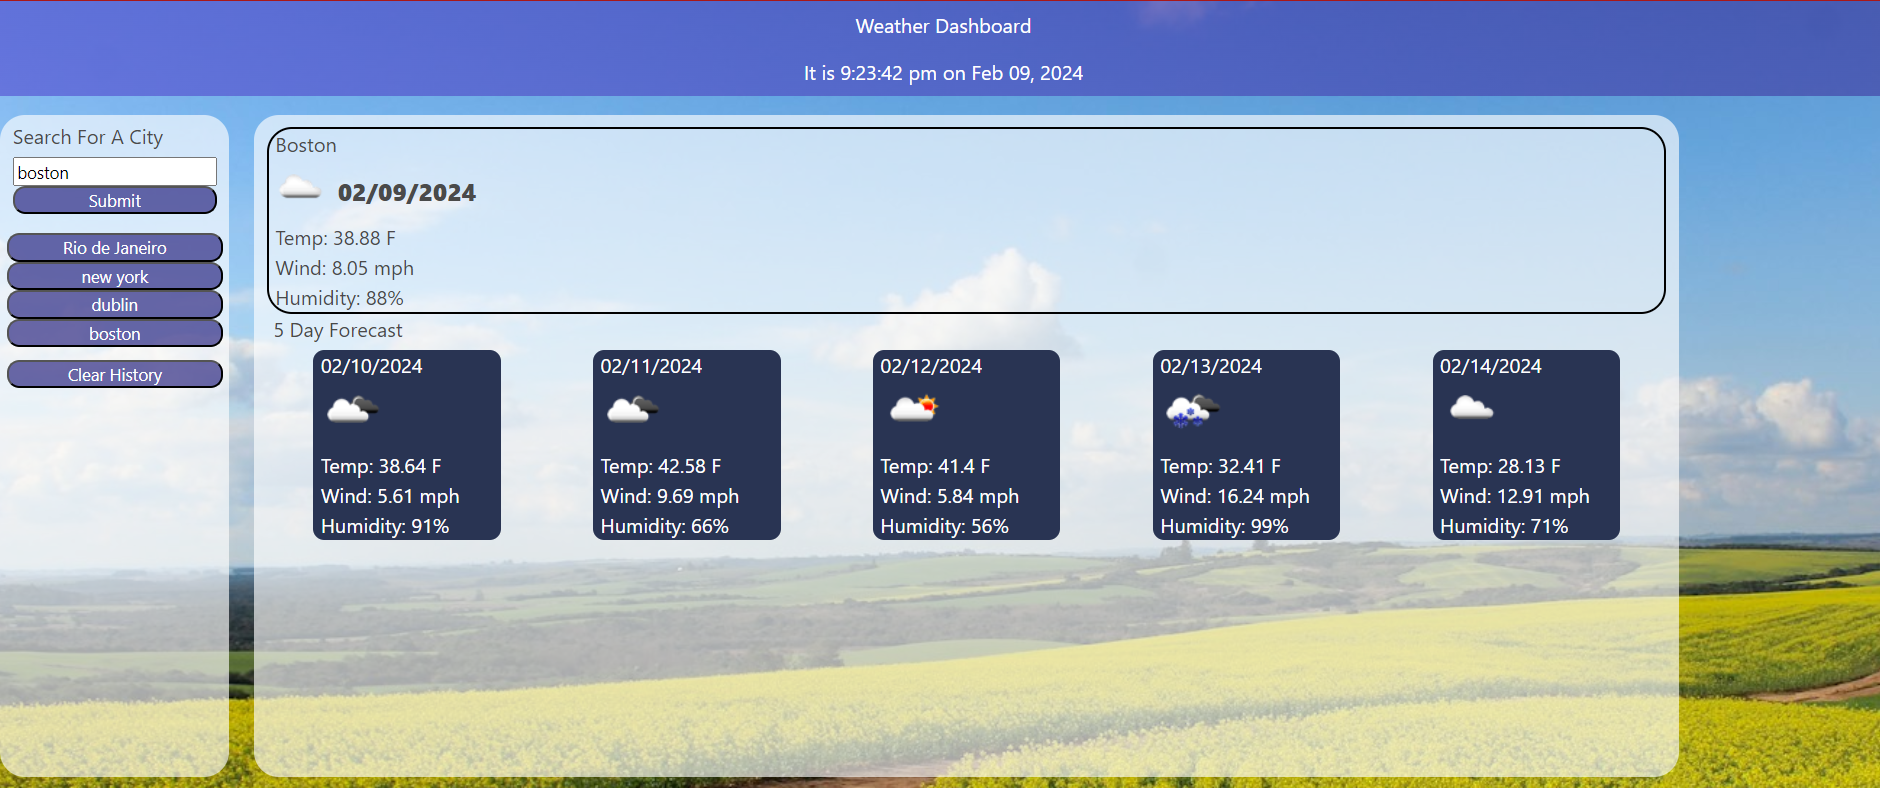 Weather Dashboard
It is 9:23:42 pm on Feb 09, 2024
Search For A City
boston
Submit
Rio de Janeiro
new york
dublin
boston
Clear History
Boston
02/09/2024
Temp: 38.88 F
Wind: 8.05 mph
Humidity: 88%
5 Day Forecast
02/10/2024
Temp: 38.64 F
Wind: 5.61 mph
Humidity: 91%
02/11/2024
Temp: 42.58 F
Wind: 9.69 mph
Humidity: 66%
02/12/2024
Temp: 41.4 F
Wind: 5.84 mph
Humidity: 56%
02/13/2024
Temp: 32.41 F
Wind: 16.24 mph
Humidity: 99%
02/14/2024
Temp: 28.13 F
Wind: 12.91 mph
Humidity: 71%